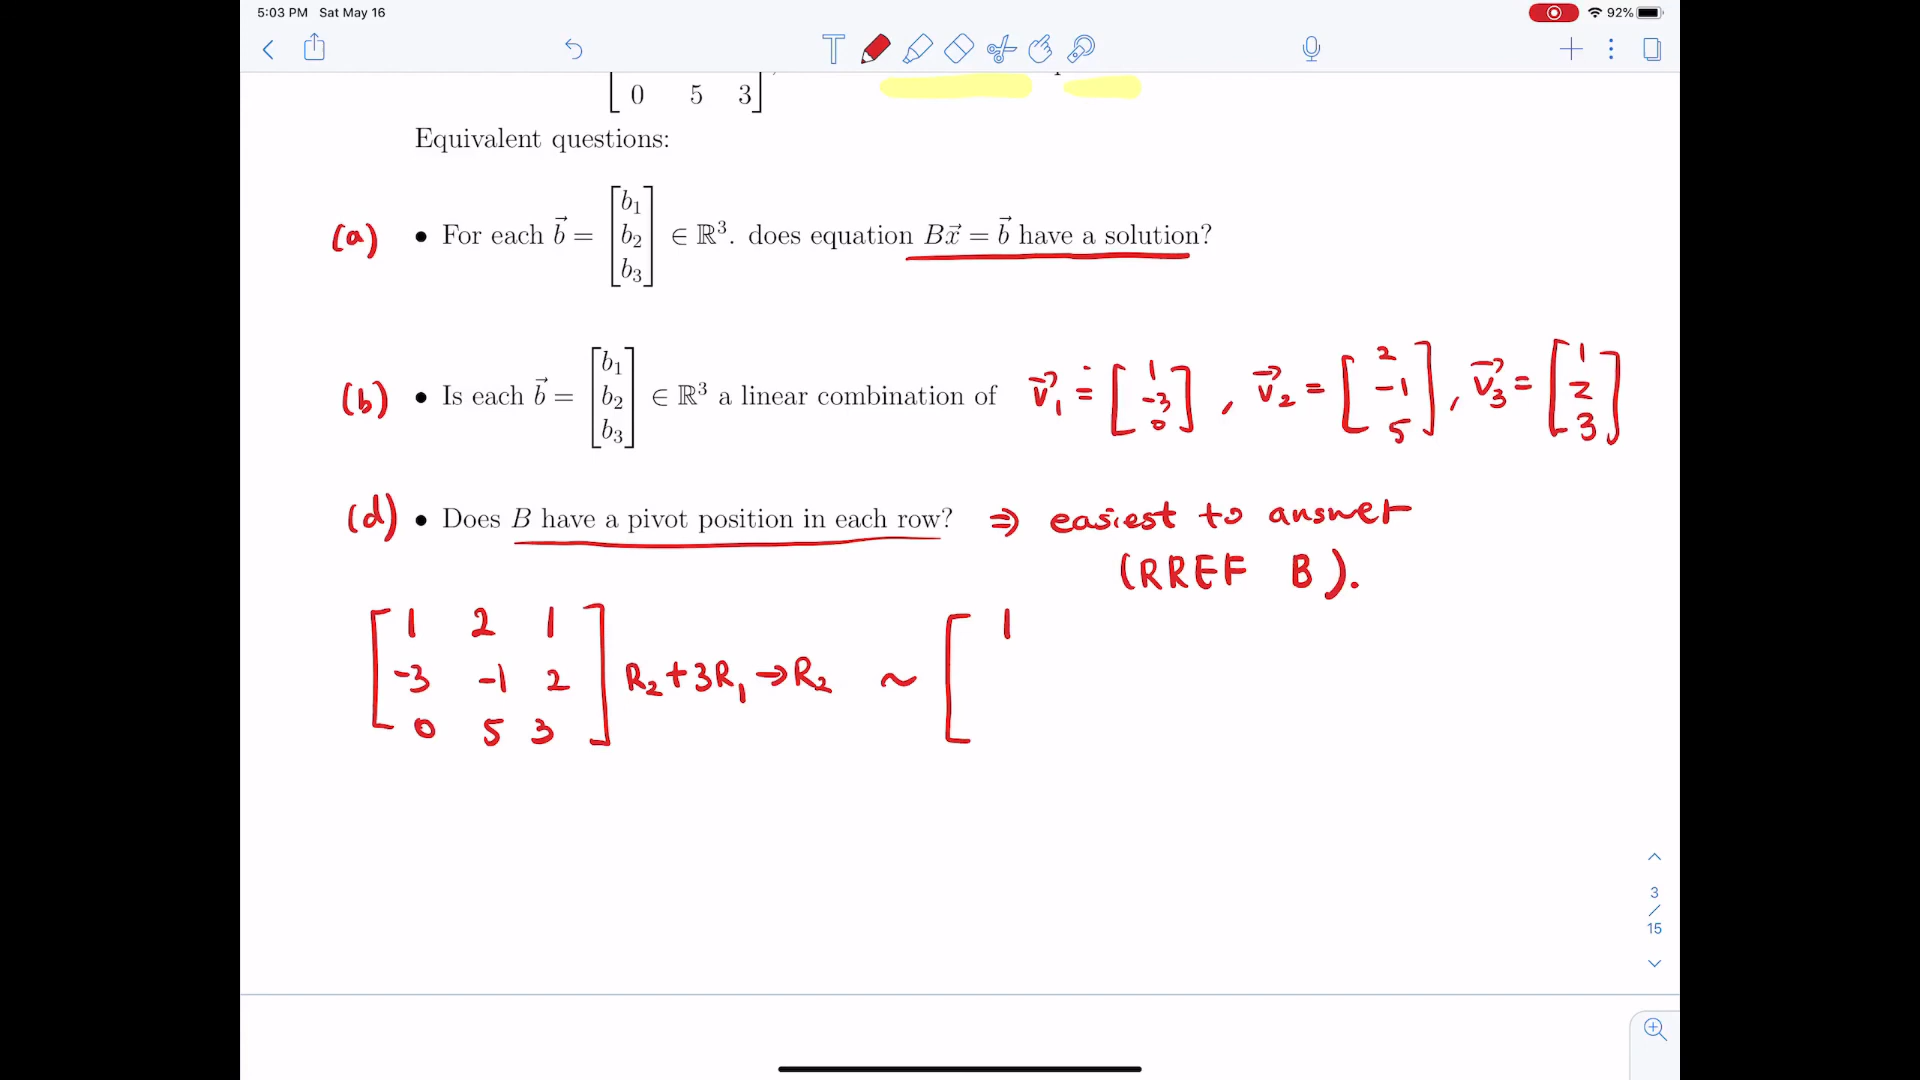 5:03 PM Sat May 16 92%
T
0 5 3
Equivalent questions:
(a) • For each b⃗ = [b₁ b₂ b₃] ∈ ℝ³. does equation Bx⃗ = b⃗ have a solution?
(b) • Is each b⃗ = [b₁ b₂ b₃] ∈ ℝ³ a linear combination of v⃗₁ = [1 -3 0], v⃗₂ = [2 -1 5], v⃗₃ = [1 2 3]
(d) • Does B have a pivot position in each row? ⇒ easiest to answer
(RREF B).
[1 2 1
-3 -1 2
0 5 3] R₂+3R₁→R₂ ~ [1
3
/
15